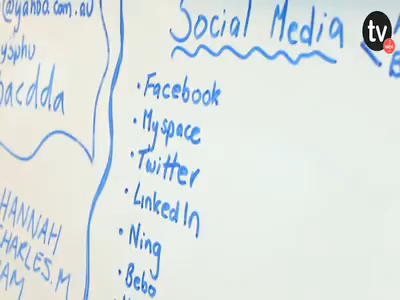 @yahoo.com.au
Social Media
tv
Facebook
Myspace
Twitter
LinkedIn
Ning
Bebo
HANNAH
CHARLES.M